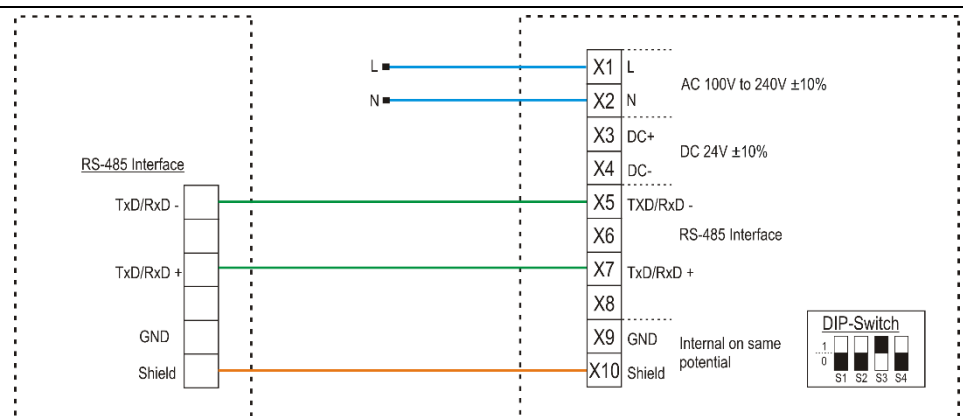 L
X1 L
AC 100V to 240V ±10%
N
X2 N
X3 DC+
DC 24V ±10%
X4 DC-
RS-485 Interface
TxD/RxD -
X5 TXD/RxD -
X6
RS-485 Interface
TxD/RxD +
X7 TxD/RxD +
X8
GND
X9 GND
Internal on same
potential
Shield
X10 Shield
DIP-Switch
1
0
S1 S2 S3 S4